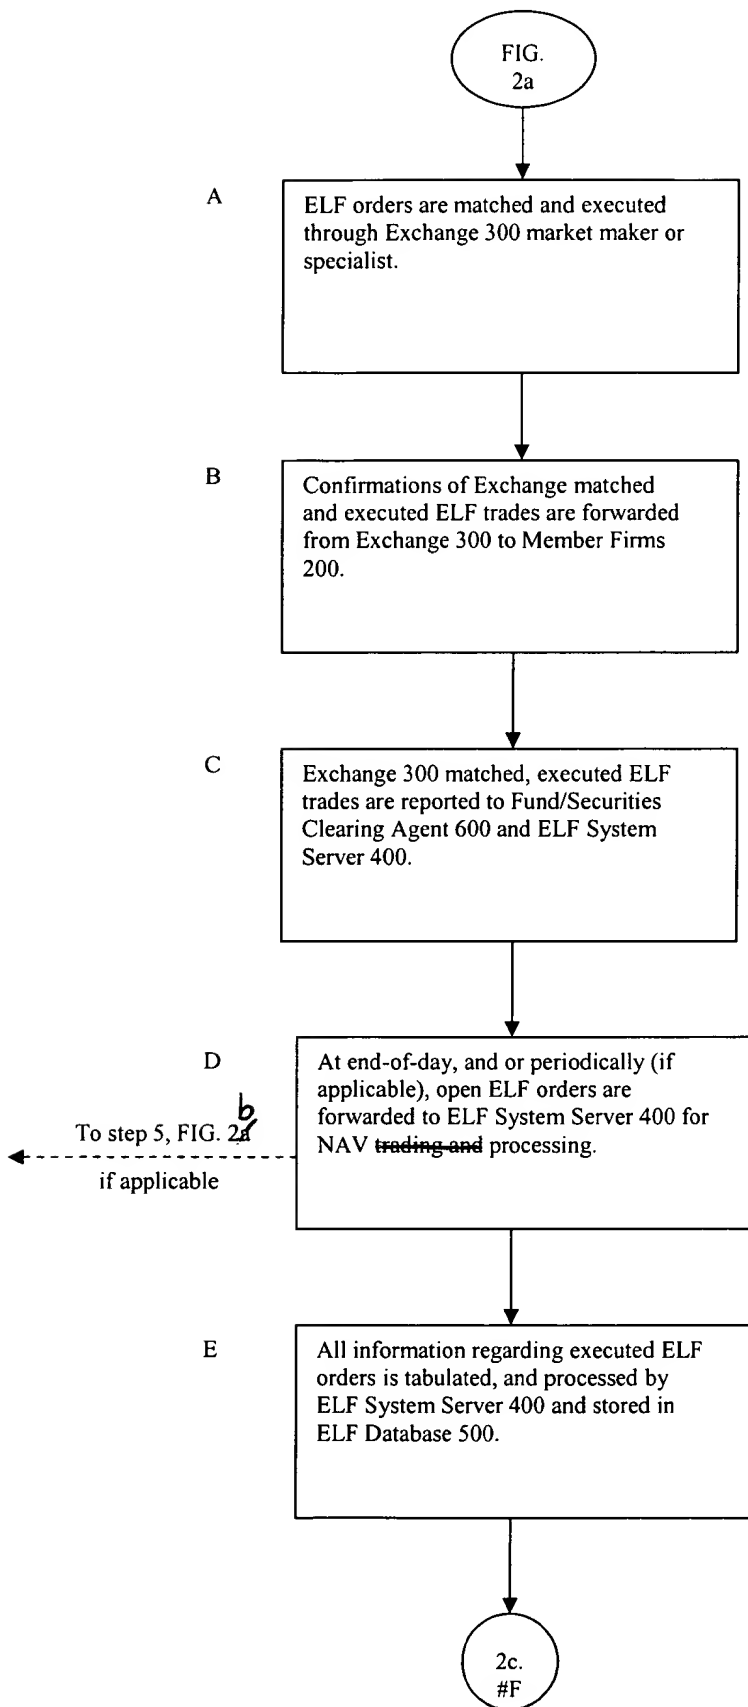 FIG.
2a
A
ELF orders are matched and executed
through Exchange 300 market maker or
specialist.
B
Confirmations of Exchange matched
and executed ELF trades are forwarded
from Exchange 300 to Member Firms
200.
C
Exchange 300 matched, executed ELF
trades are reported to Fund/Securities
Clearing Agent 600 and ELF System
Server 400.
D
At end-of-day, and or periodically (if
applicable), open ELF orders are
forwarded to ELF System Server 400 for
NAV trading and processing.
b
To step 5, FIG. 2a
if applicable
E
All information regarding executed ELF
orders is tabulated, and processed by
ELF System Server 400 and stored in
ELF Database 500.
2c.
#F